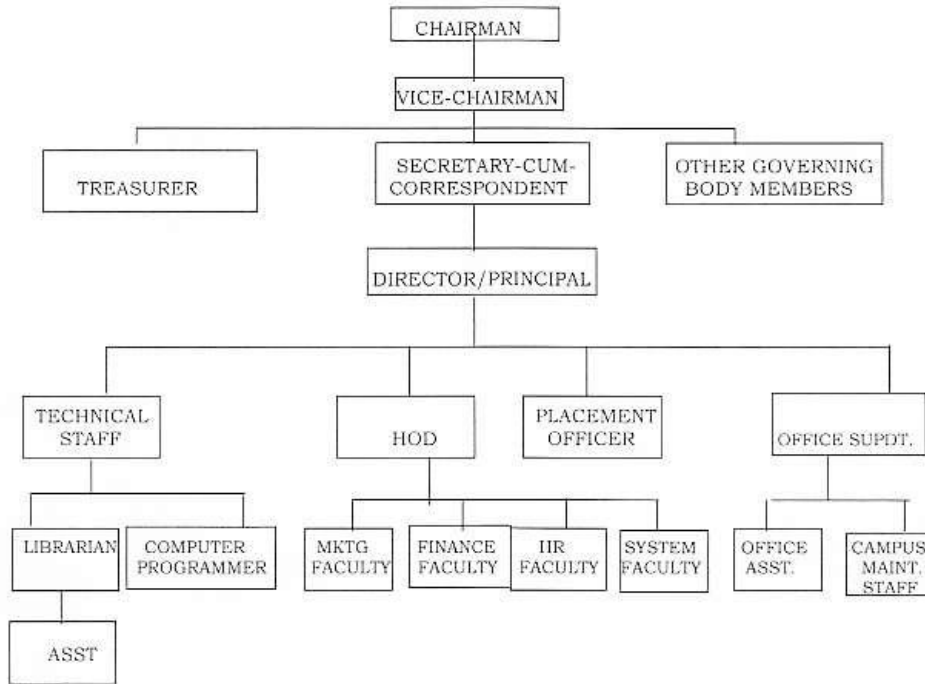 CHAIRMAN
VICE-CHAIRMAN
TREASURER
SECRETARY-CUM-
CORRESPONDENT
OTHER GOVERNING
BODY MEMBERS
DIRECTOR/PRINCIPAL
TECHNICAL
STAFF
HOD
PLACEMENT
OFFICER
OFFICE SUPDT.
LIBRARIAN
COMPUTER
PROGRAMMER
MKTG
FACULTY
FINANCE
FACULTY
HR
FACULTY
SYSTEM
FACULTY
OFFICE
ASST.
CAMPUS
MAINT.
STAFF
ASST